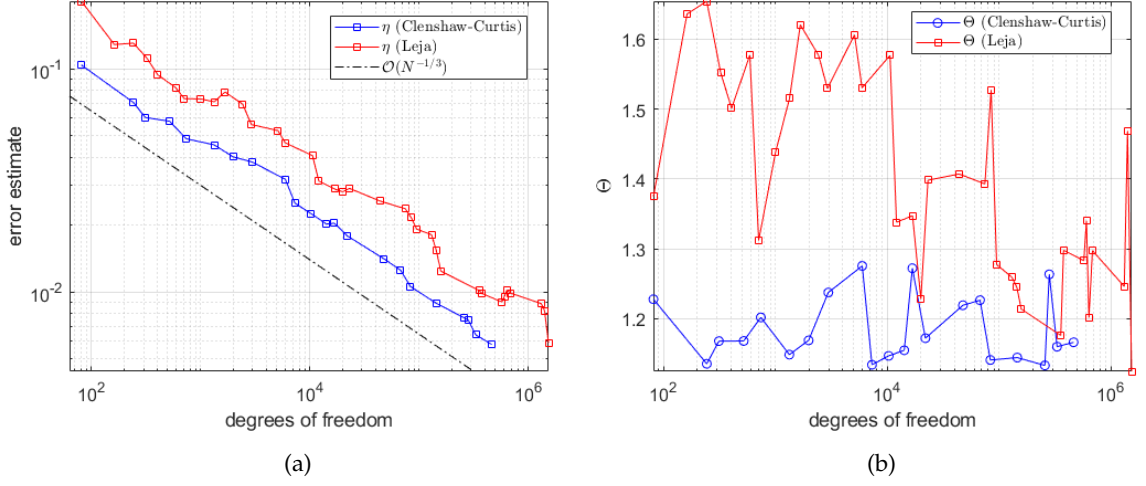 η (Clenshaw-Curtis)
η (Leja)
O(N^{-1/3})
10^{-1}
10^{-2}
error estimate
10^2
10^4
10^6
degrees of freedom
(a)
Θ (Clenshaw-Curtis)
Θ (Leja)
1.6
1.5
1.4
1.3
1.2
Θ
10^2
10^4
10^6
degrees of freedom
(b)